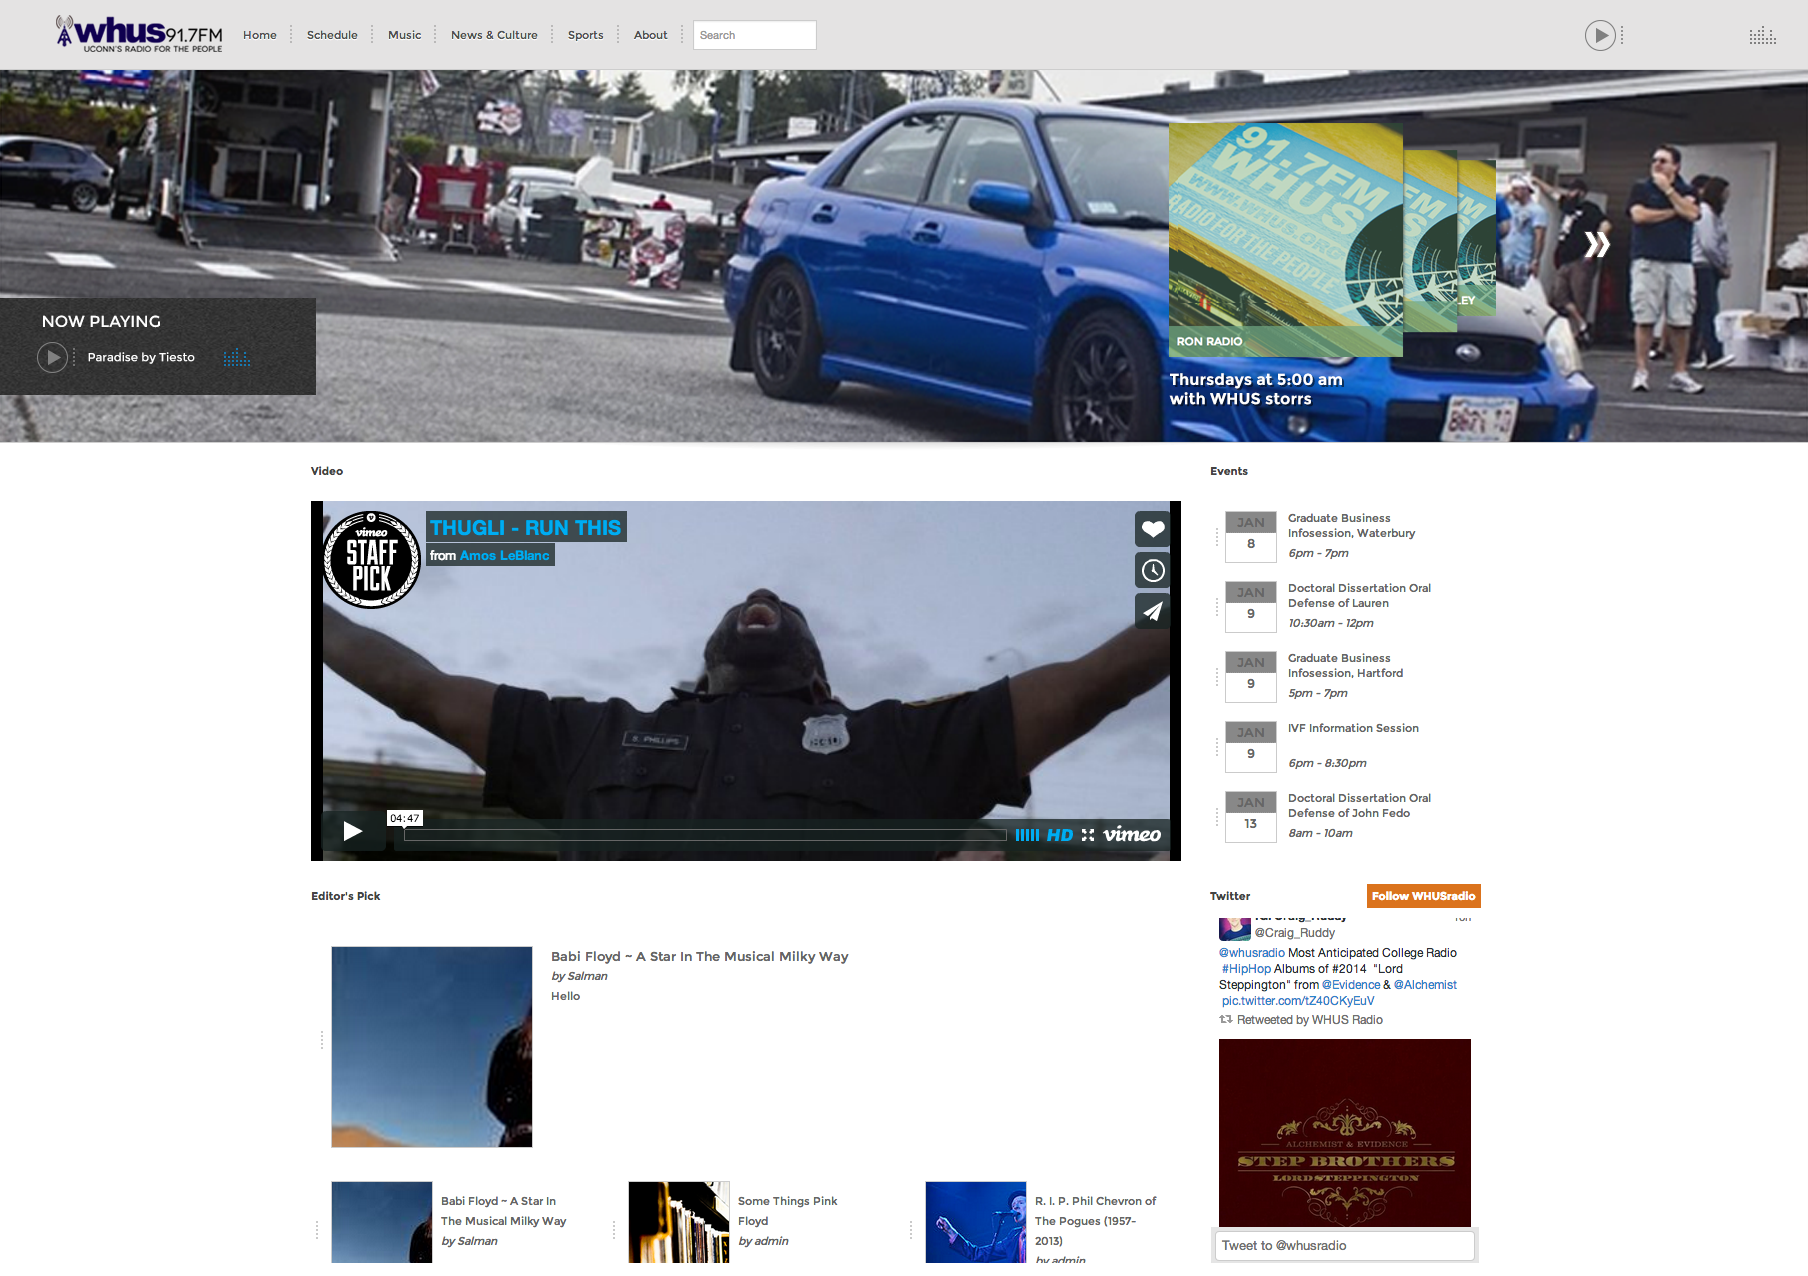 whus 91.7FM
UCONN'S RADIO FOR THE PEOPLE
Home
Schedule
Music
News & Culture
Sports
About
Search
91.7FM
WHUS
RADIO FOR THE PEOPLE
RON RADIO
LEY
Thursdays at 5:00 am
with WHUS storrs
NOW PLAYING
Paradise by Tiesto
Video
vimeo
STAFF
PICK
THUGLI - RUN THIS
from Amos LeBlanc
04:47
HD vimeo
Events
JAN
8
Graduate Business
Infosession, Waterbury
6pm - 7pm
JAN
9
Doctoral Dissertation Oral
Defense of Lauren
10:30am - 12pm
JAN
9
Graduate Business
Infosession, Hartford
5pm - 7pm
JAN
9
IVF Information Session
6pm - 8:30pm
JAN
13
Doctoral Dissertation Oral
Defense of John Fedo
8am - 10am
Editor's Pick
Babi Floyd ~ A Star In The Musical Milky Way
by Salman
Hello
Babi Floyd ~ A Star In
The Musical Milky Way
by Salman
Some Things Pink
Floyd
by admin
R. I. P. Phil Chevron of
The Pogues (1957-
2013)
by admin
Twitter
Follow WHUSradio
@Craig_Ruddy
@whusradio Most Anticipated College Radio
#HipHop Albums of #2014 "Lord
Steppington" from @Evidence & @Alchemist
pic.twitter.com/tZ40CKyEuV
Retweeted by WHUS Radio
ALCHEMIST & EVIDENCE
STEP BROTHERS
LORD STEPPINGTON
Tweet to @whusradio